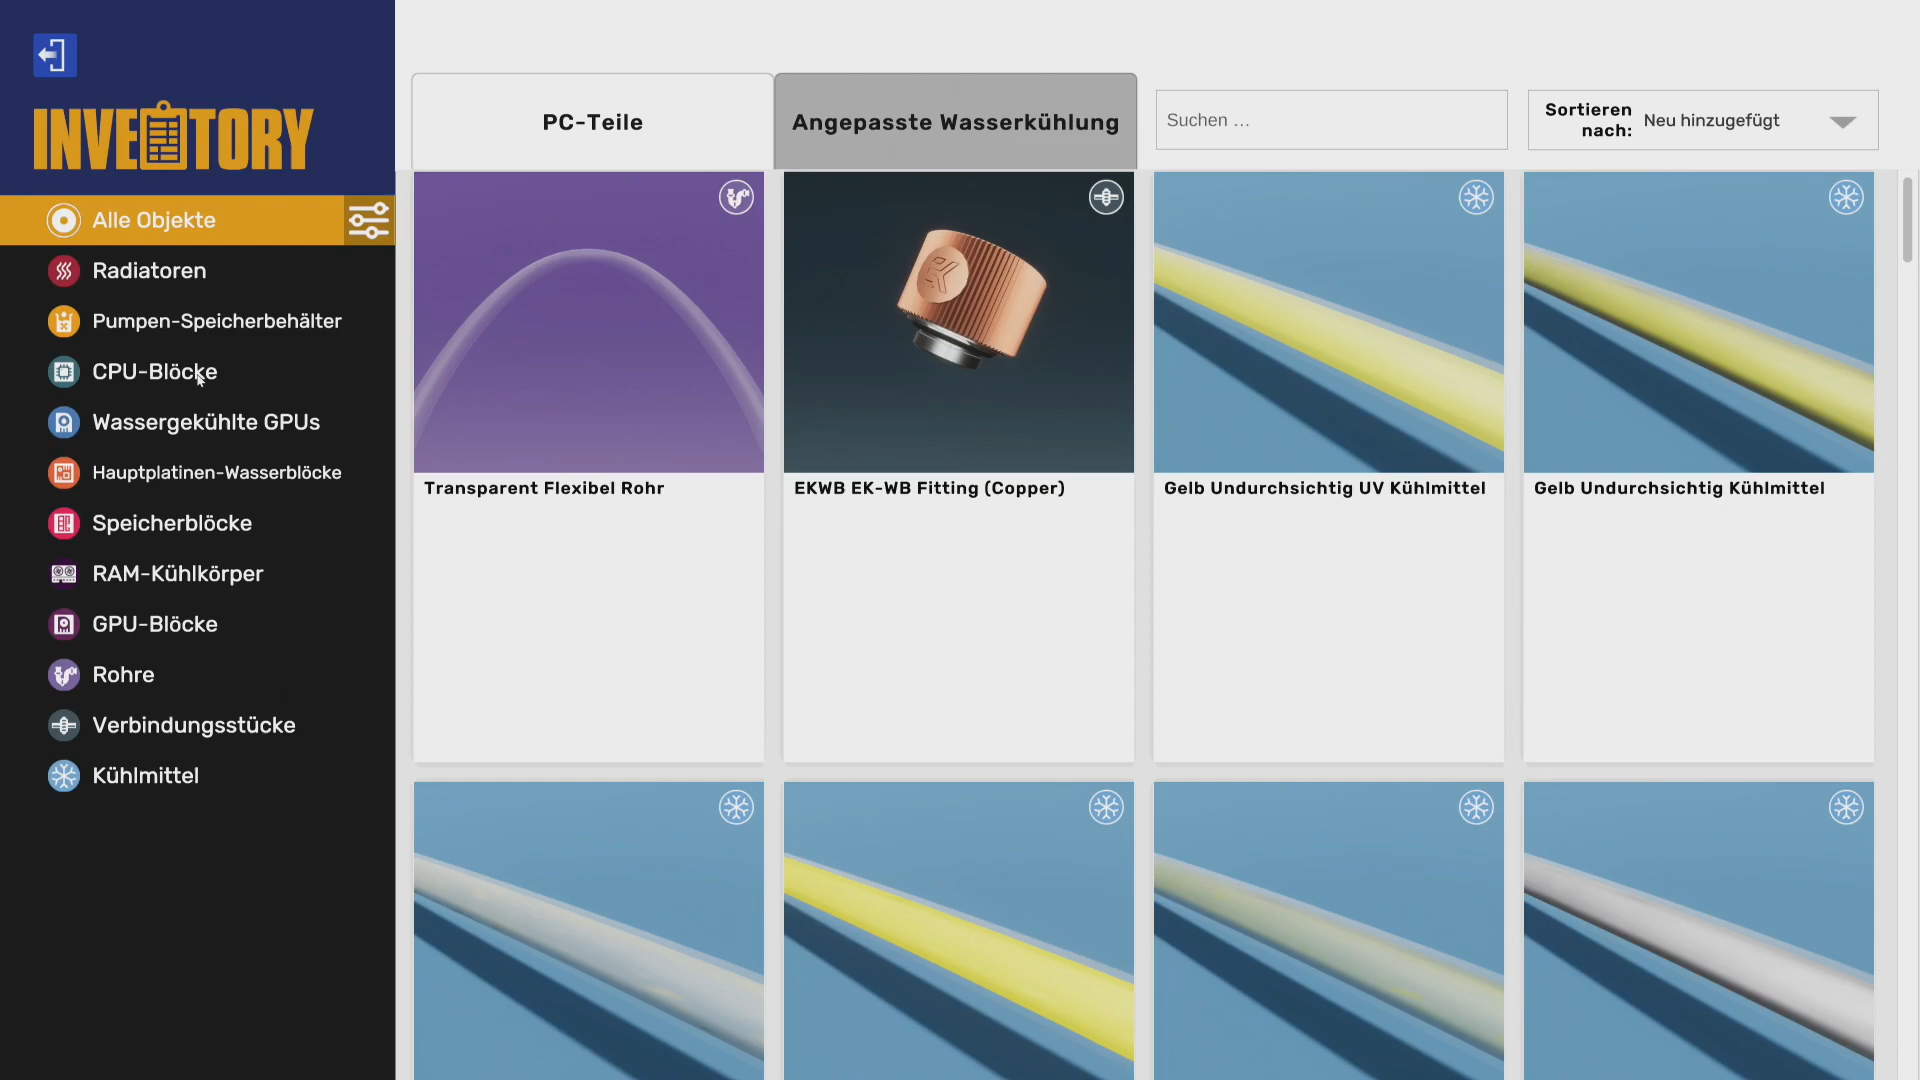 INVENTORY
Alle Objekte
Radiatoren
Pumpen-Speicherbehälter
CPU-Blöcke
Wassergekühlte GPUs
Hauptplatinen-Wasserblöcke
Speicherblöcke
RAM-Kühlkörper
GPU-Blöcke
Rohre
Verbindungsstücke
Kühlmittel
PC-Teile
Angepasste Wasserkühlung
Suchen …
Sortieren
nach:
Neu hinzugefügt
EK
Transparent Flexibel Rohr
EKWB EK-WB Fitting (Copper)
Gelb Undurchsichtig UV Kühlmittel
Gelb Undurchsichtig Kühlmittel